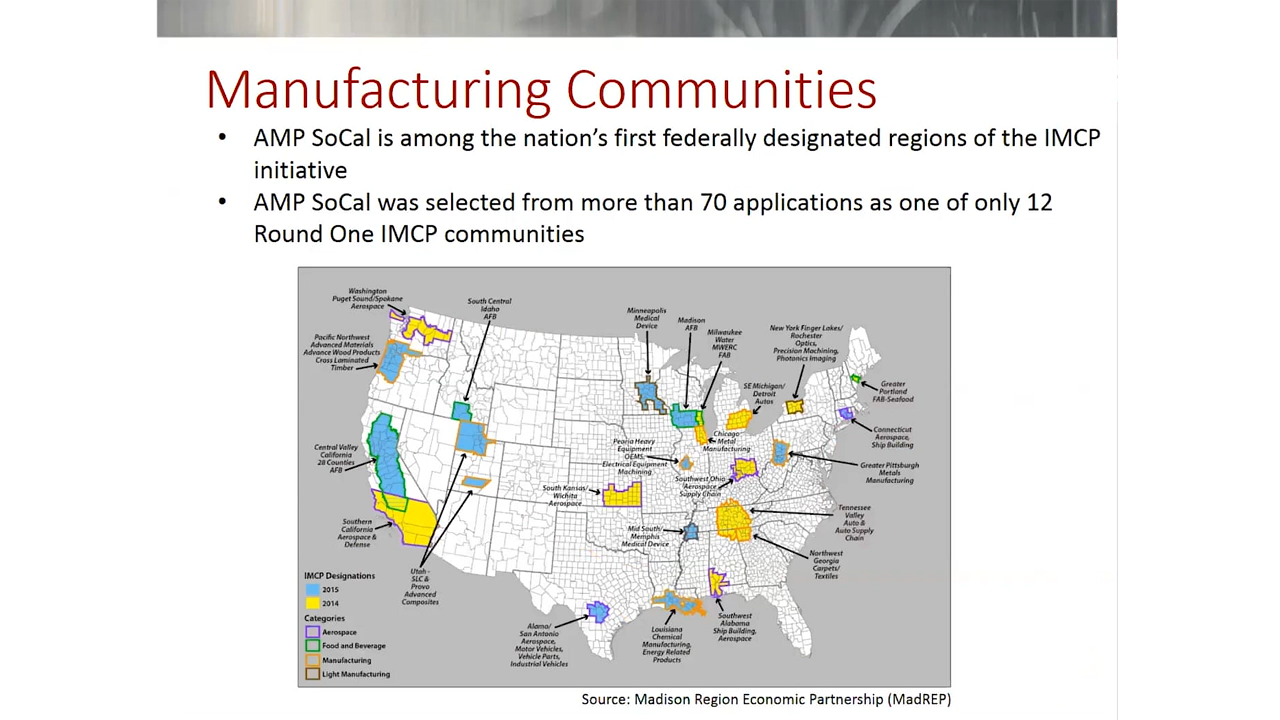 Manufacturing Communities
• AMP SoCal is among the nation’s first federally designated regions of the IMCP
initiative
• AMP SoCal was selected from more than 70 applications as one of only 12
Round One IMCP communities
Washington
Puget Sound/Spokane
Aerospace
South Central
Idaho
AFB
Pacific Northwest
Advanced Materials
Advance Wood Products
Cross Laminated
Timber
Minneapolis
Medical
Device
Madison
AFB
Milwaukee
Water
MWERC
FAB
New York Finger Lakes/
Rochester
Optics,
Precision Machining,
Photonics Imaging
SE Michigan/
Detroit
Autos
Greater
Portland
FAB-Seafood
Connecticut
Aerospace,
Ship Building
Chicago
Metal
Manufacturing
Peoria Heavy
Equipment
OEMS,
Electrical Equipment
Machining
Greater Pittsburgh
Metals
Manufacturing
Central Valley
California
28 Counties
AFB
South Kansas/
Wichita
Aerospace
Southwest Ohio
Aerospace
Supply Chain
Southern
California
Aerospace &
Defense
Mid South/
Memphis
Medical Device
Tennessee
Valley
Auto &
Auto Supply
Chain
Northwest
Georgia
Carpets/
Textiles
Utah -
SLC &
Provo
Advanced
Composites
Alamo/
San Antonio
Aerospace,
Motor Vehicles,
Vehicle Parts,
Industrial Vehicles
Louisiana
Chemical
Manufacturing,
Energy Related
Products
Southwest
Alabama
Ship Building,
Aerospace
IMCP Designations
2015
2014
Categories
Aerospace
Food and Beverage
Manufacturing
Light Manufacturing
Source: Madison Region Economic Partnership (MadREP)